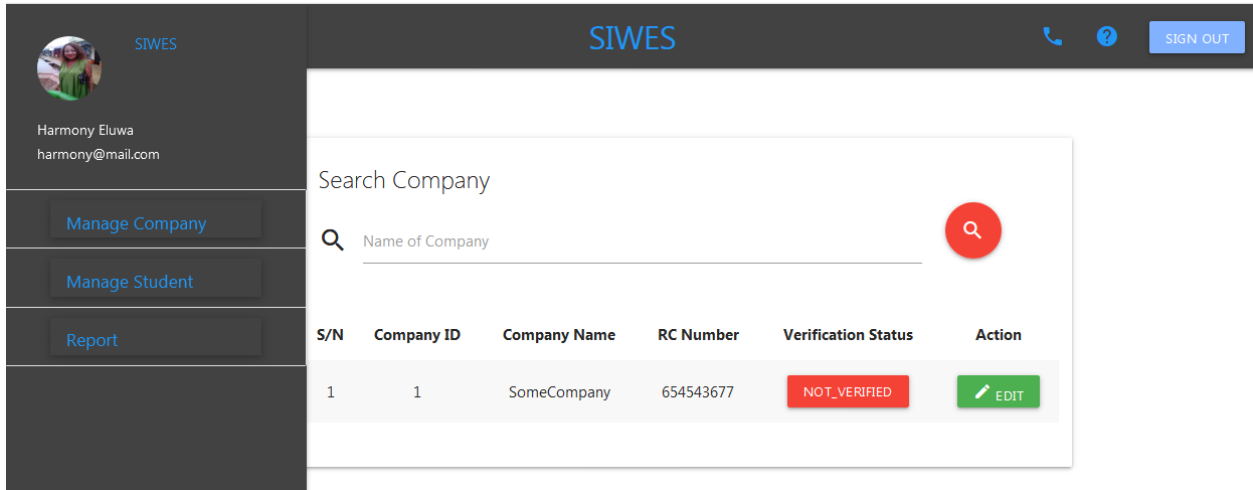 SIWES
Harmony Eluwa
harmony@mail.com
Manage Company
Manage Student
Report
SIWES
SIGN OUT
Search Company
Name of Company
S/N Company ID Company Name RC Number Verification Status Action
1 1 SomeCompany 654543677 NOT_VERIFIED EDIT